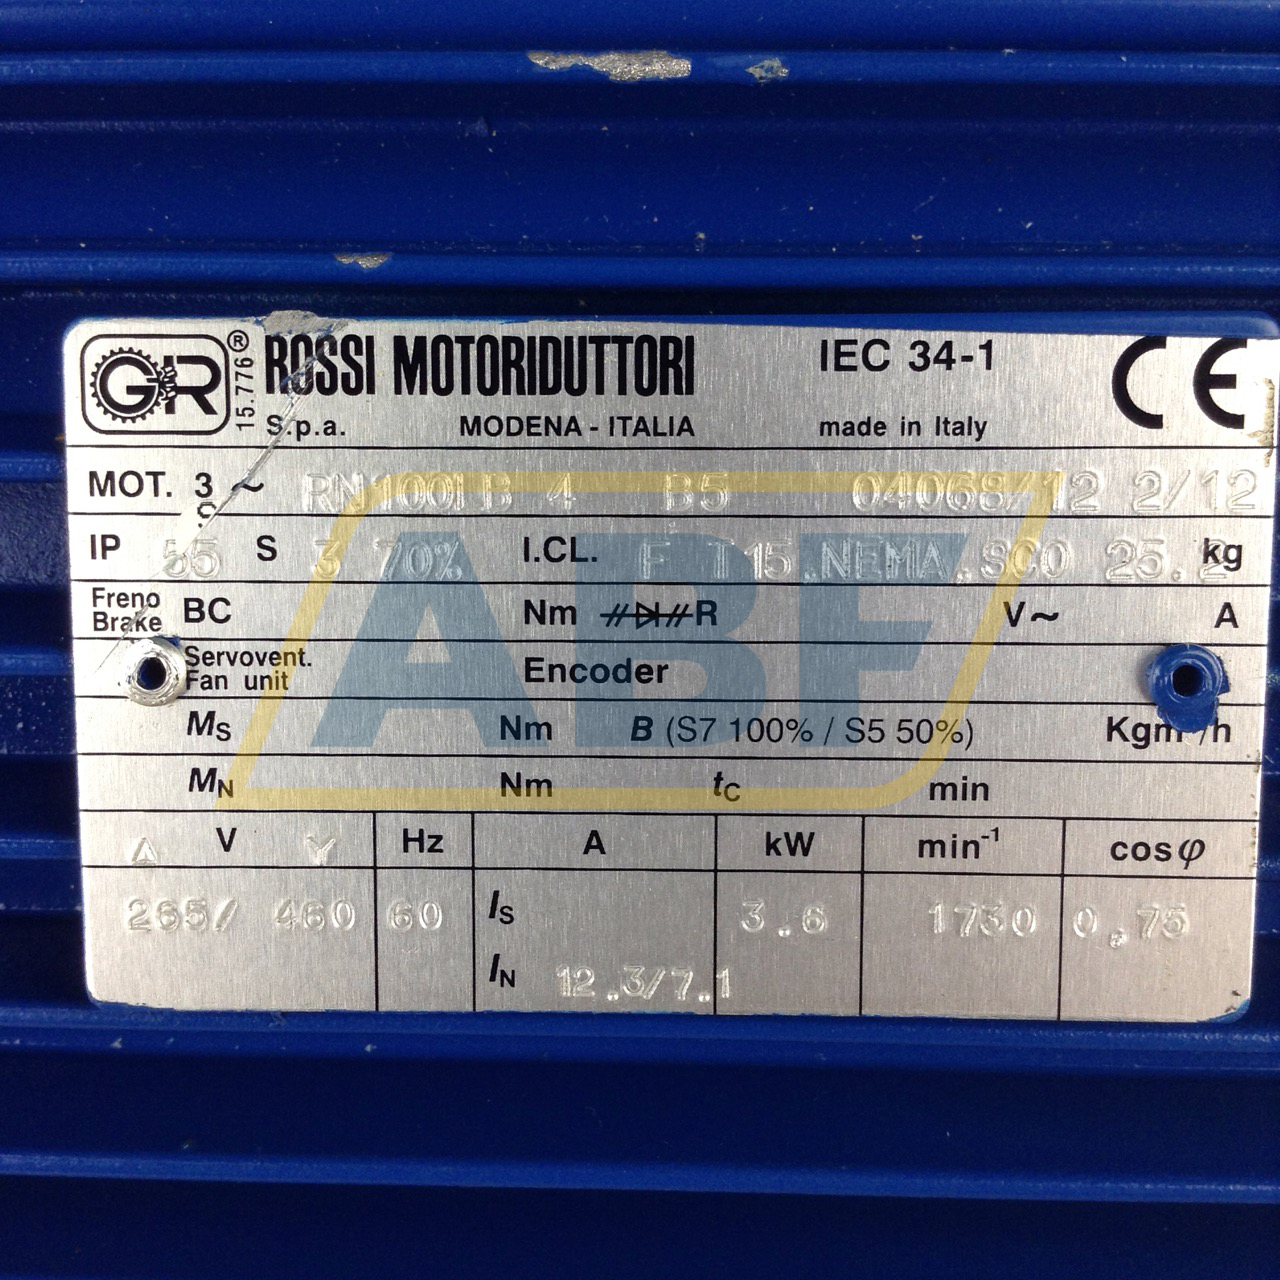 GR ® ROSSI MOTORIDUTTORI IEC 34-1 CE
15.776
S.p.a. MODENA - ITALIA made in Italy
MOT. 3 ~ B 4 B5 04068/12 2/12
IP 55 S 3 70% I.CL. F T15.NEMA.SC0 25.2 kg
Freno
Brake BC Nm R V~ A
Servovent.
Fan unit Encoder
MS Nm B (S7 100% / S5 50%)
MN Nm tC min
Δ V Y Hz A kW min-1 cosφ
265/ 460 60 IS 3.6 1730 0,75
IN 12.3/7.1
ABF